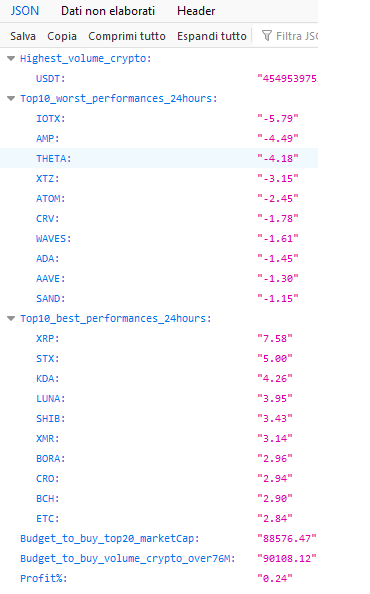 JSON Dati non elaborati Header
Salva Copia Comprimi tutto Espandi tutto Filtra
Highest_volume_crypto:
USDT: "454953975
Top10_worst_performances_24hours:
IOTX: "-5.79"
AMP: "-4.49"
THETA: "-4.18"
XTZ: "-3.15"
ATOM: "-2.45"
CRV: "-1.78"
WAVES: "-1.61"
ADA: "-1.45"
AAVE: "-1.30"
SAND: "-1.15"
Top10_best_performances_24hours:
XRP: "7.58"
STX: "5.00"
KDA: "4.26"
LUNA: "3.95"
SHIB: "3.43"
XMR: "3.14"
BORA: "2.96"
CRO: "2.94"
BCH: "2.90"
ETC: "2.84"
Budget_to_buy_top20_marketCap: "88576.47"
Budget_to_buy_volume_crypto_over76M: "90108.12"
Profit%: "0.24"